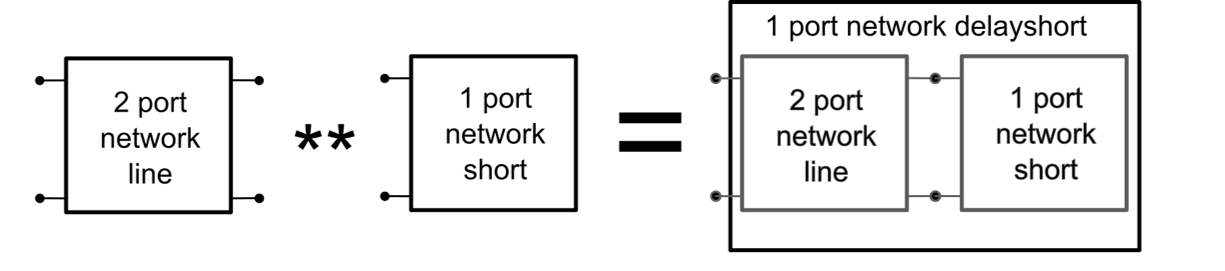 2 port
network
line
**
1 port
network
short
=
1 port network delayshort
2 port
network
line
1 port
network
short